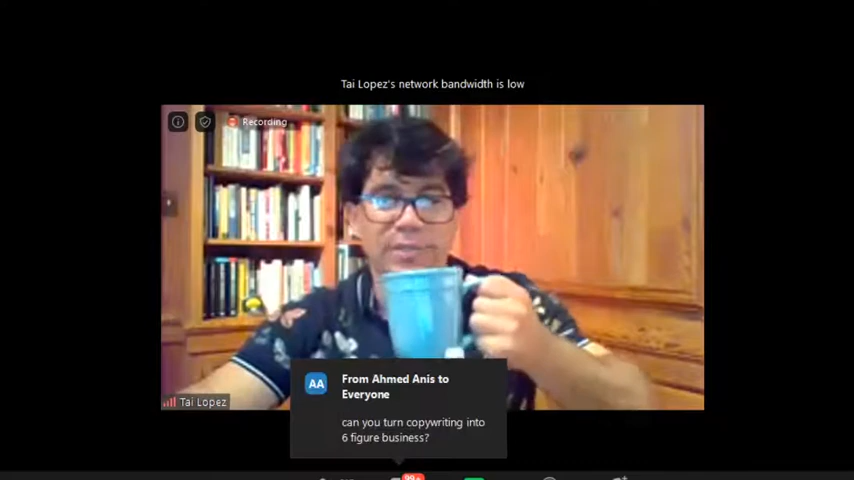 Tai Lopez's network bandwidth is low
Recording
AA
From Ahmed Anis to
Everyone
can you turn copywriting into
6 figure business?
Tai Lopez
99+